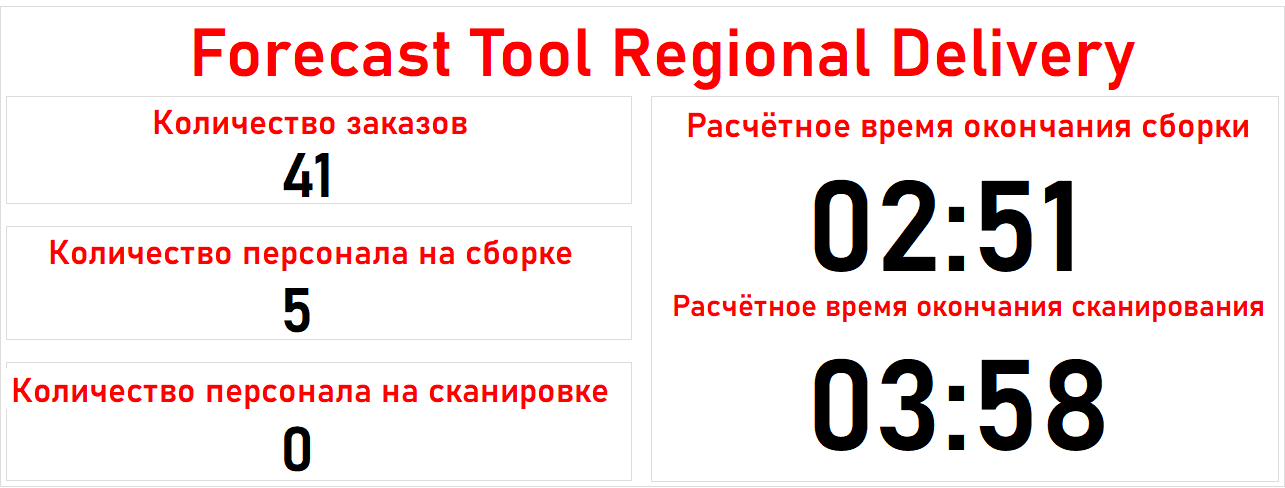 Forecast Tool Regional Delivery
Количество заказов
41
Количество персонала на сборке
5
Количество персонала на сканировке
0
Расчётное время окончания сборки
02:51
Расчётное время окончания сканирования
03:58